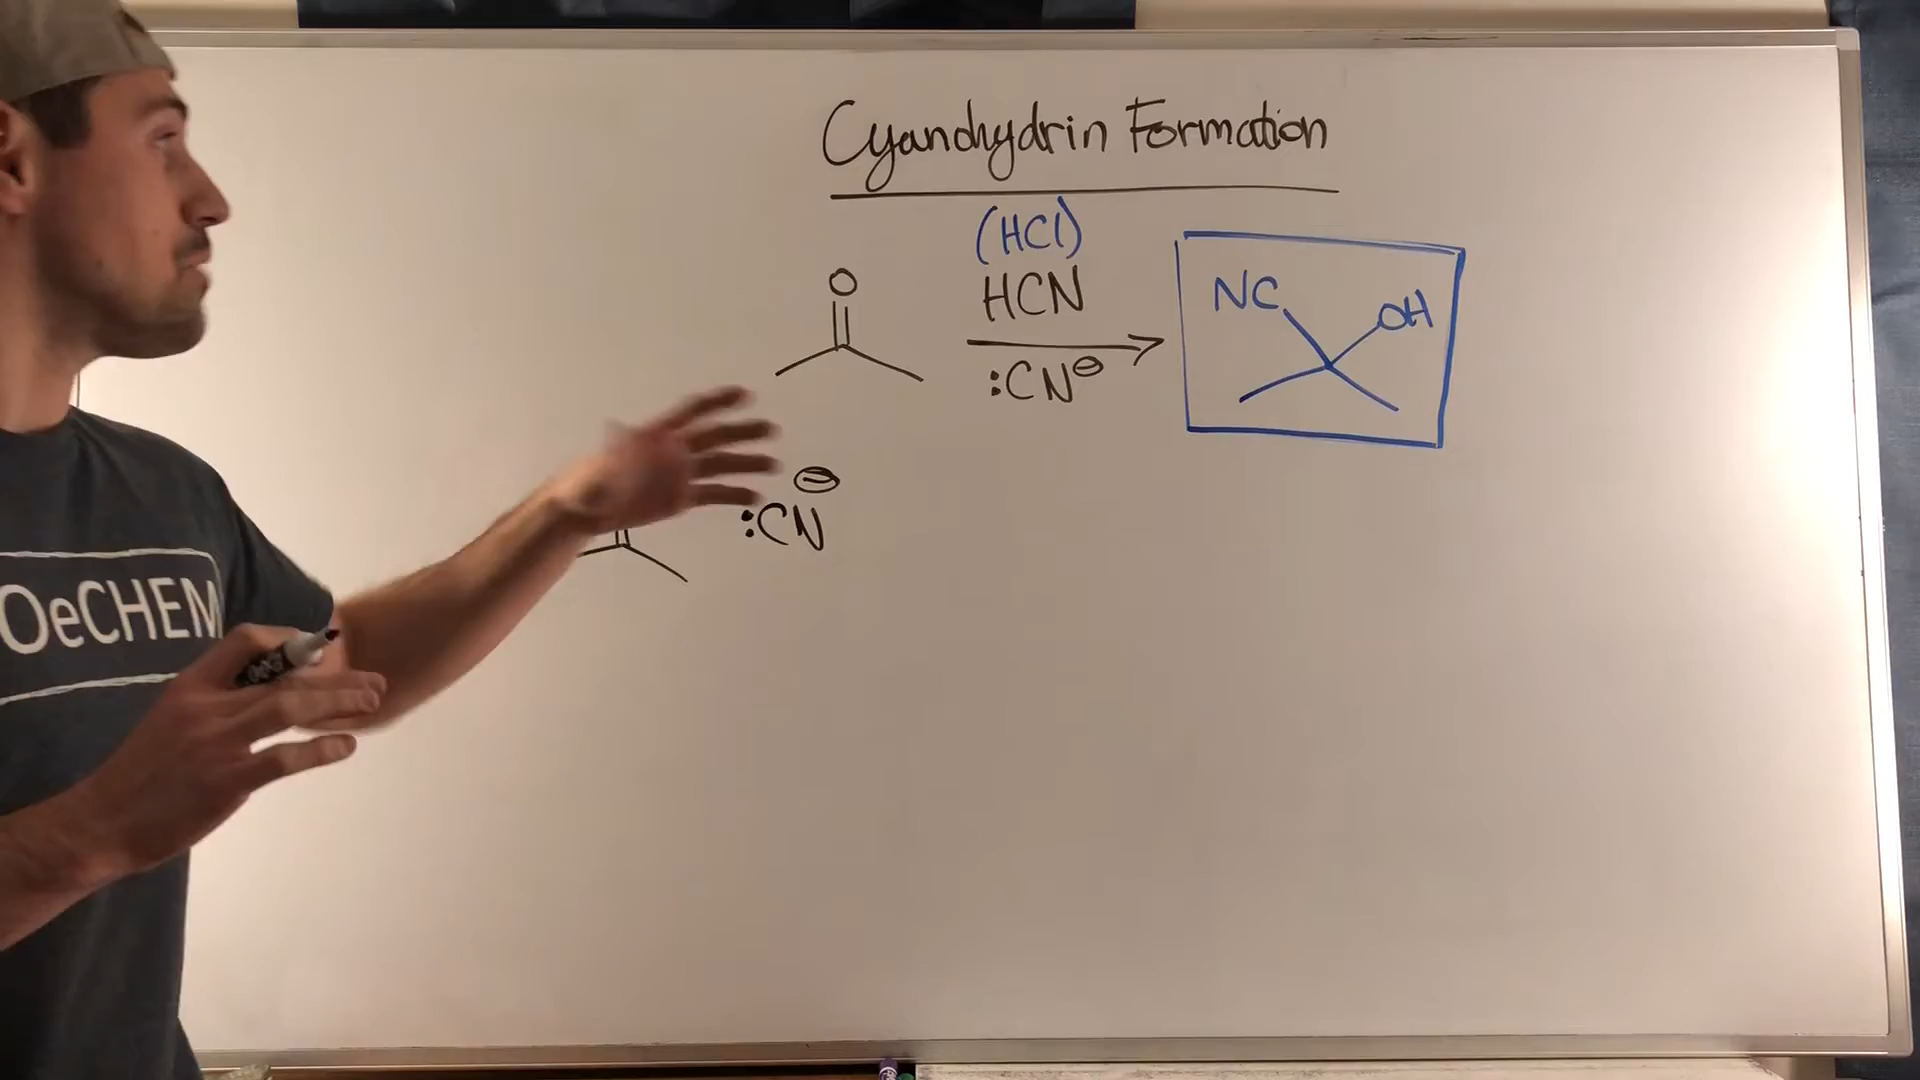 Cyanohydrin Formation
(HCl)
O
HCN
NC
OH
:CN⊖
⊖
:CN
OeCHEM